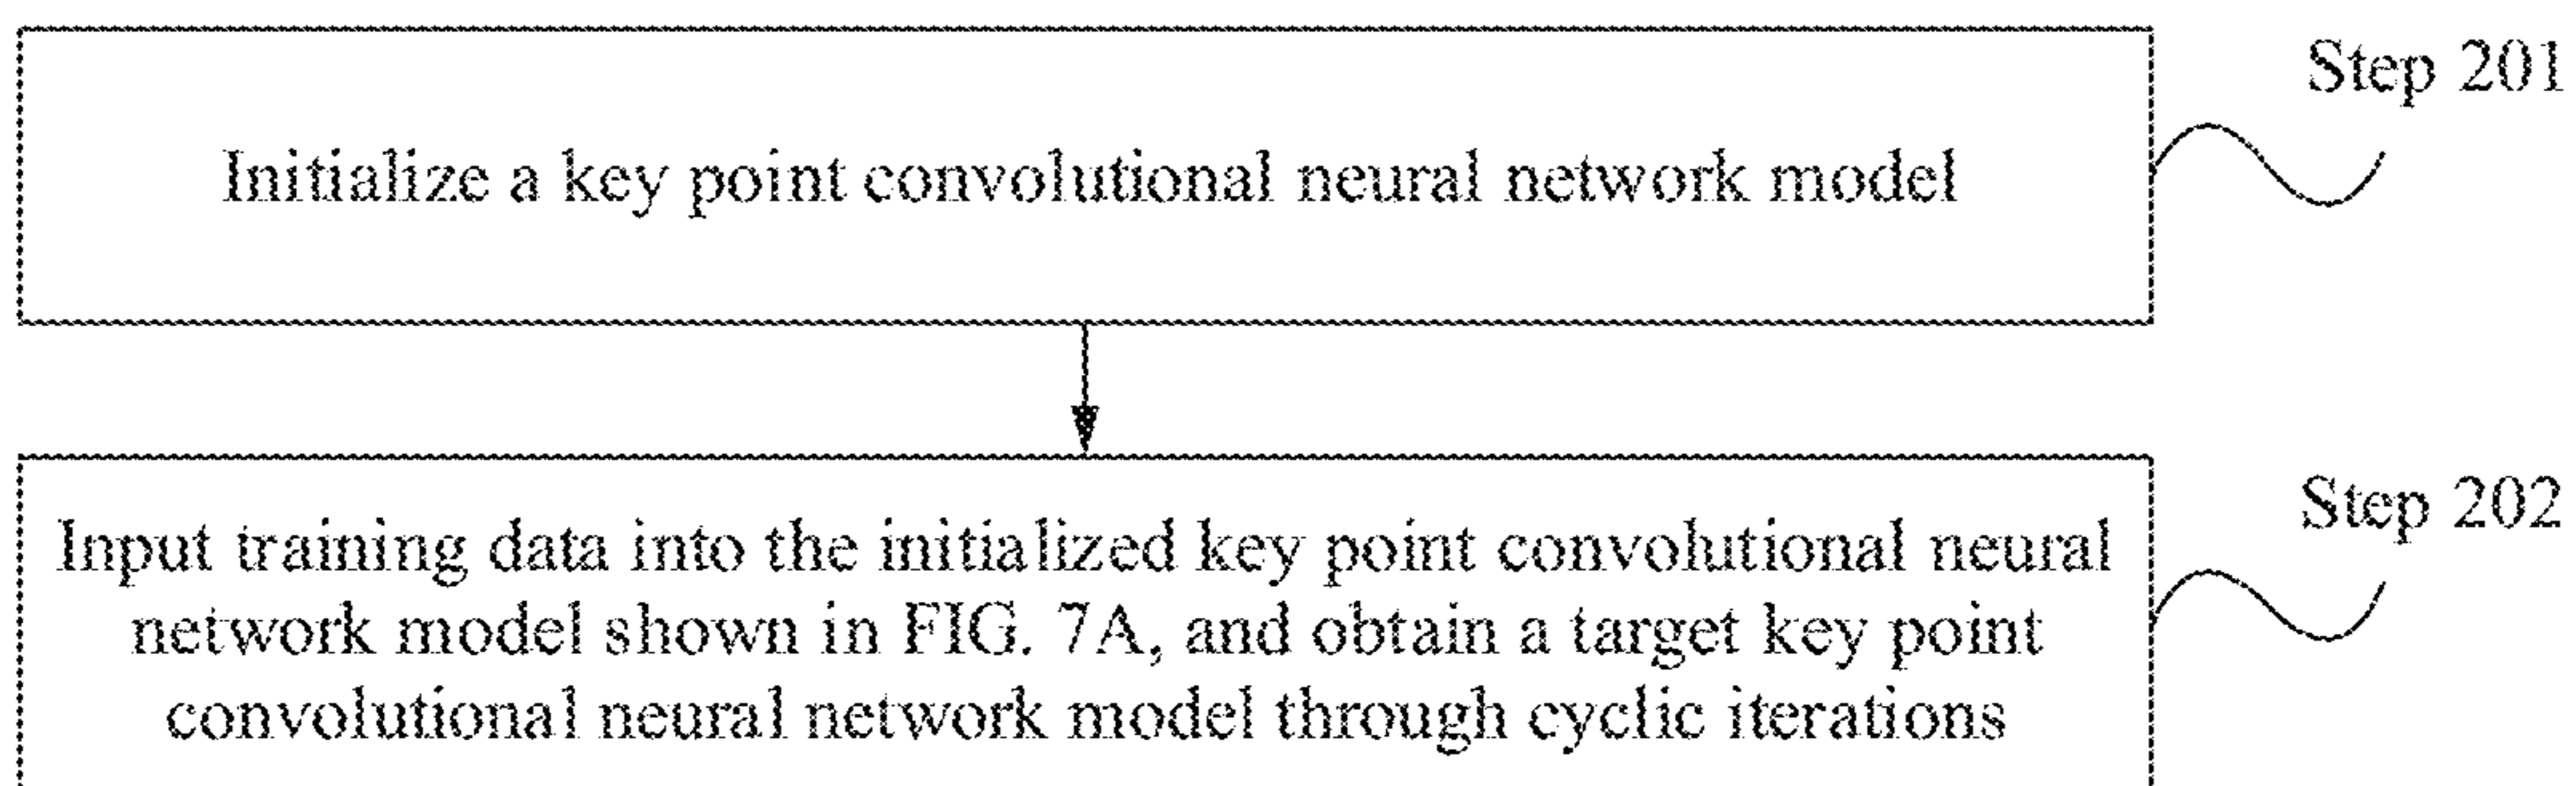 Step 201
Initialize a key point convolutional neural network model
Step 202
Input training data into the initialized key point convolutional neural
network model shown in FIG. 7A, and obtain a target key point
convolutional neural network model through cyclic iterations